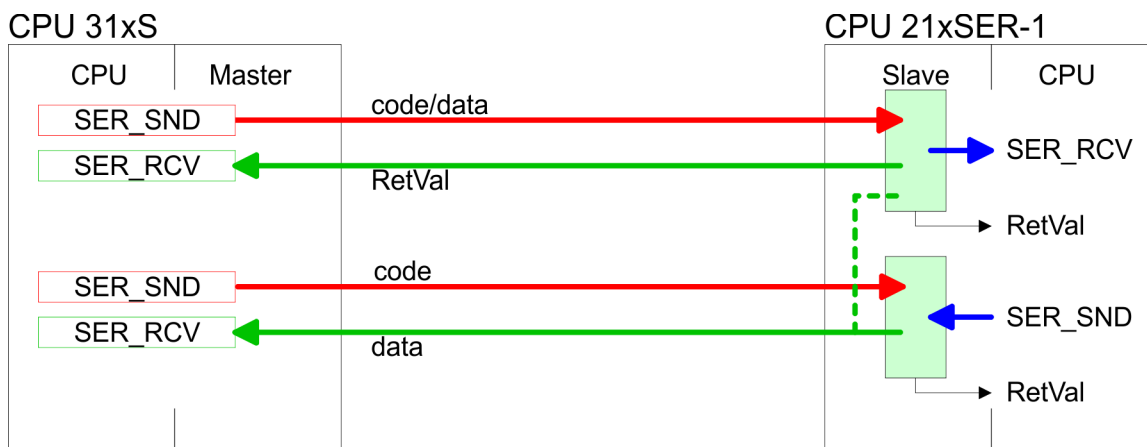 CPU 31xS
CPU 21xSER-1
CPU
Master
Slave
CPU
SER_SND
code/data
SER_RCV
SER_RCV
RetVal
RetVal
SER_SND
code
SER_RCV
SER_SND
data
RetVal